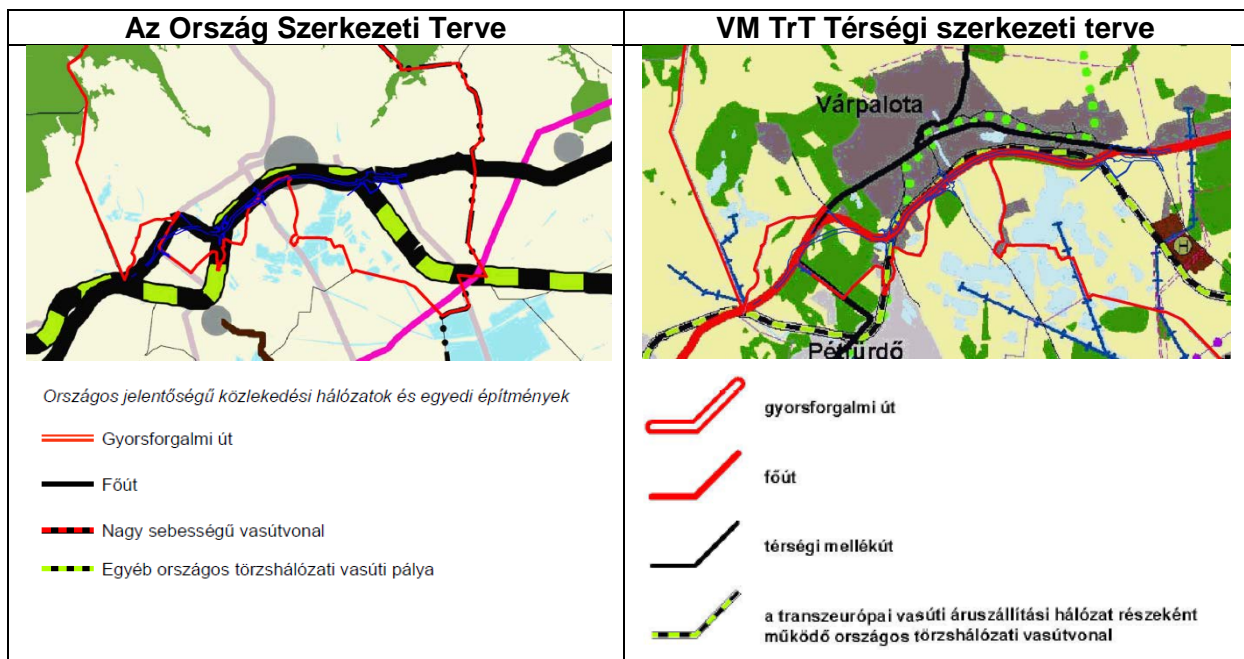 Az Ország Szerkezeti Terve
VM TrT Térségi szerkezeti terve
Várpalota
Pétfürdő
H
Országos jelentőségű közlekedési hálózatok és egyedi építmények
Gyorsforgalmi út
Főút
Nagy sebességű vasútvonal
Egyéb országos törzshálózati vasúti pálya
gyorsforgalmi út
főút
térségi mellékút
a transzeurópai vasúti áruszállítási hálózat részeként
működő országos törzshálózati vasútvonal